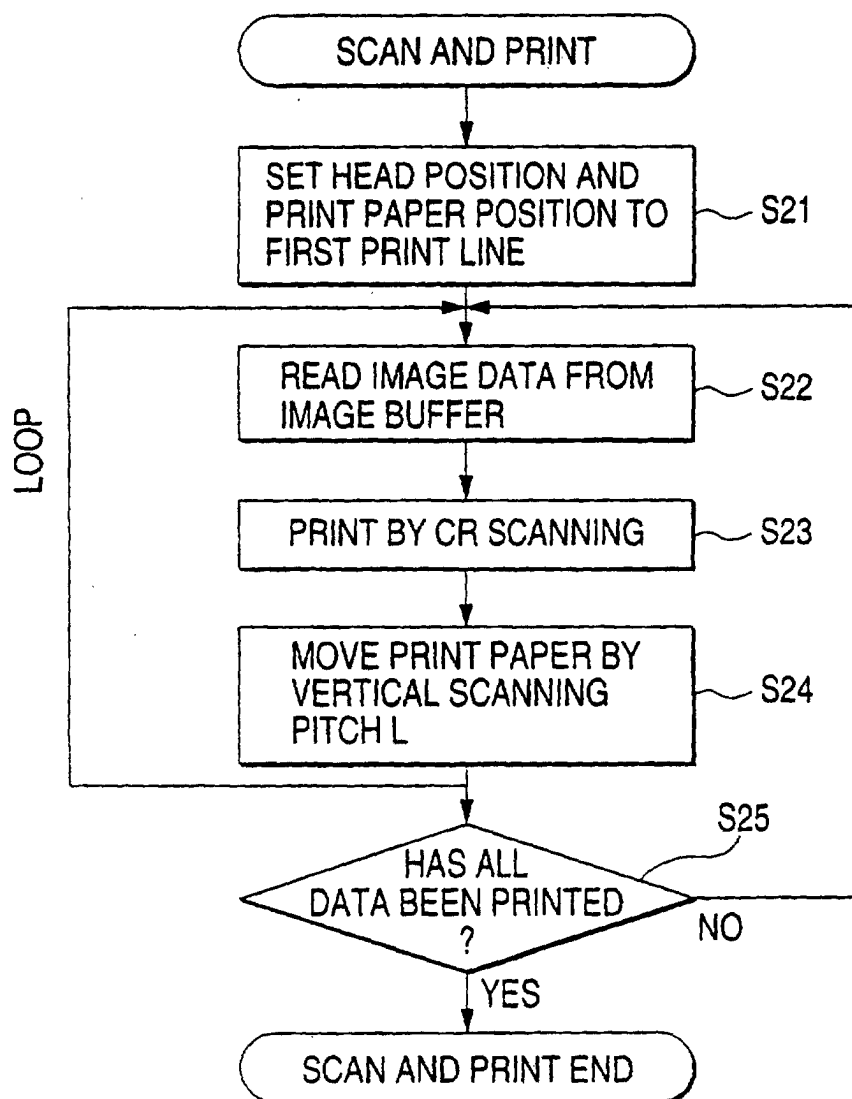 SCAN AND PRINT
SET HEAD POSITION AND
PRINT PAPER POSITION TO
FIRST PRINT LINE
S21
READ IMAGE DATA FROM
IMAGE BUFFER
S22
LOOP
PRINT BY CR SCANNING
S23
MOVE PRINT PAPER BY
VERTICAL SCANNING
PITCH L
S24
S25
HAS ALL
DATA BEEN PRINTED
?
NO
YES
SCAN AND PRINT END